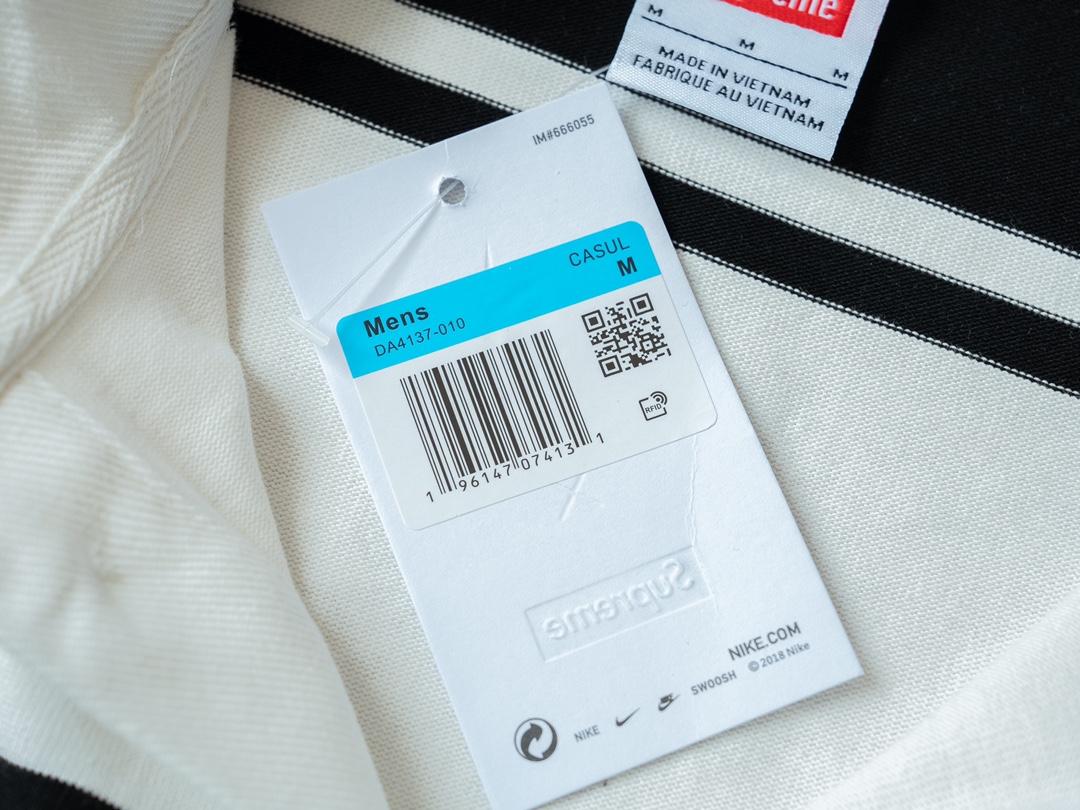 eme
M
M
M
MADE IN VIETNAM
FABRIQUE AU VIETNAM
IM#666055
CASUL
M
Mens
DA4137-010
RFID
1 96147 07413 1
Supreme
NIKE.COM
©2018 Nike
NIKE
SWOOSH